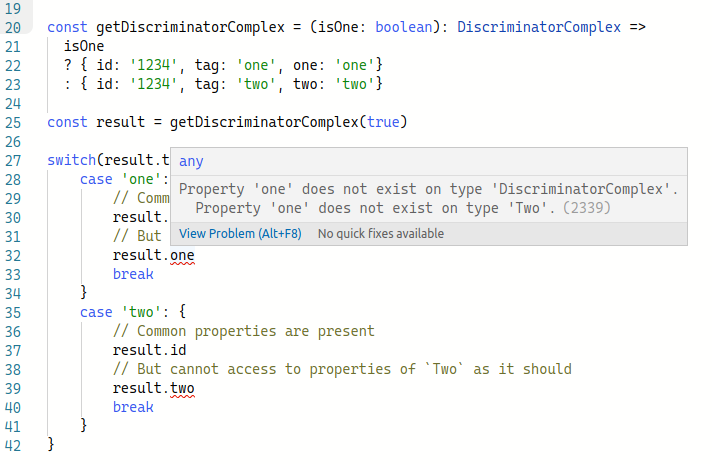 19
20 const getDiscriminatorComplex = (isOne: boolean): DiscriminatorComplex =>
21 isOne
22 ? { id: '1234', tag: 'one', one: 'one'}
23 : { id: '1234', tag: 'two', two: 'two'}
24
25 const result = getDiscriminatorComplex(true)
26
27 switch(result.t
any
28 case 'one':
Property 'one' does not exist on type 'DiscriminatorComplex'.
29 // Comm
Property 'one' does not exist on type 'Two'. (2339)
30 result.
31 // But
View Problem (Alt+F8) No quick fixes available
32 result.one
33 break
34 }
35 case 'two': {
36 // Common properties are present
37 result.id
38 // But cannot access to properties of `Two` as it should
39 result.two
40 break
41 }
42 }